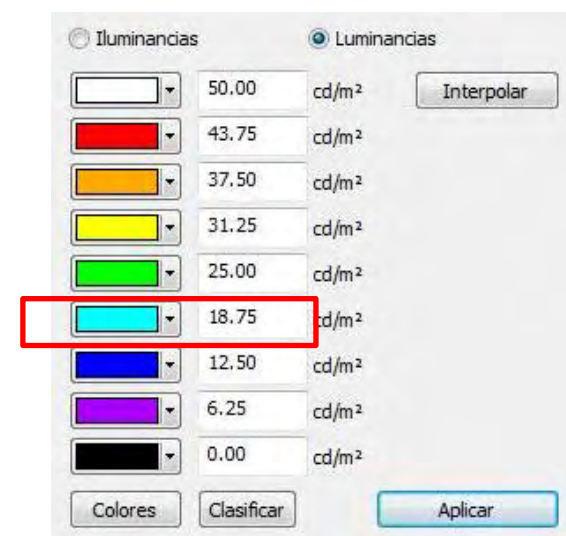 Iluminancias Luminancias
50.00 cd/m² Interpolar
43.75 cd/m²
37.50 cd/m²
31.25 cd/m²
25.00 cd/m²
18.75 cd/m²
12.50 cd/m²
6.25 cd/m²
0.00 cd/m²
Colores Clasificar Aplicar